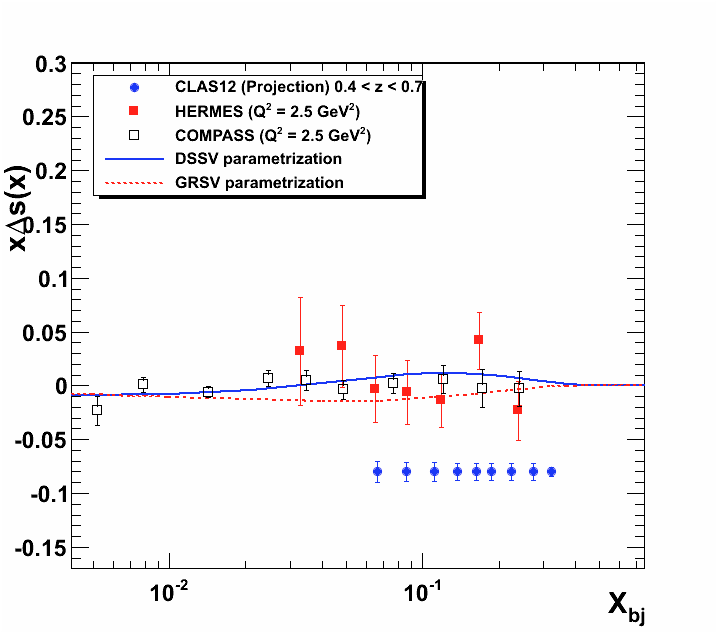 0.3
0.25
0.2
0.15
0.1
0.05
0
-0.05
-0.1
-0.15
xΔs(x)
CLAS12 (Projection) 0.4 < z < 0.7
HERMES (Q² = 2.5 GeV²)
COMPASS (Q² = 2.5 GeV²)
DSSV parametrization
GRSV parametrization
10⁻² 10⁻¹
X_bj